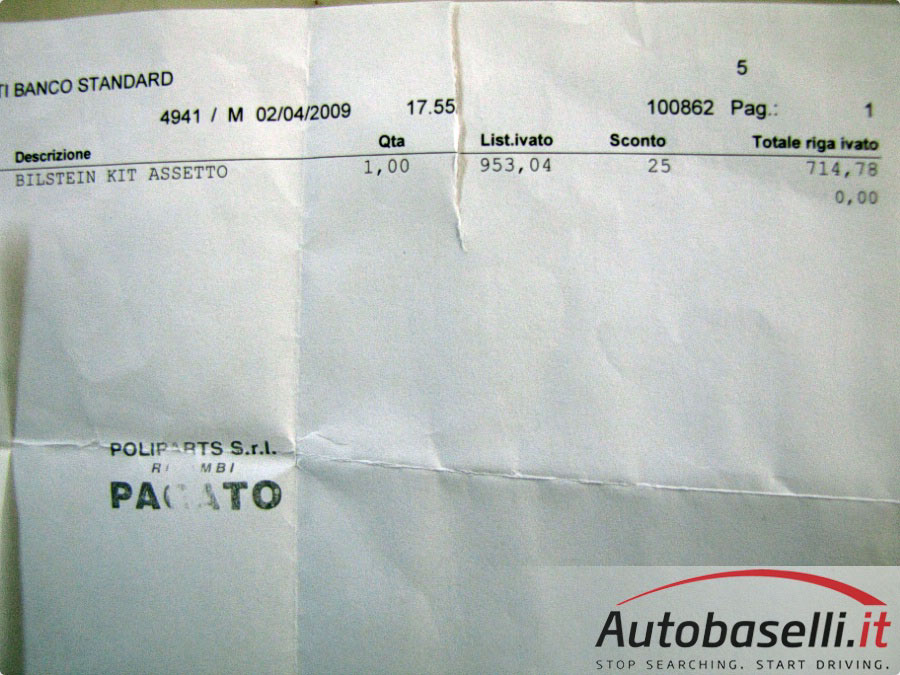 TI BANCO STANDARD
5
4941 / M 02/04/2009 17.55 100862 Pag.: 1
Descrizione Qta List.ivato Sconto Totale riga ivato
BILSTEIN KIT ASSETTO 1,00 953,04 25 714,78
0,00
POLIPARTS S.r.l.
RICAMBI
PAGATO
Autobaselli.it
STOP SEARCHING. START DRIVING.